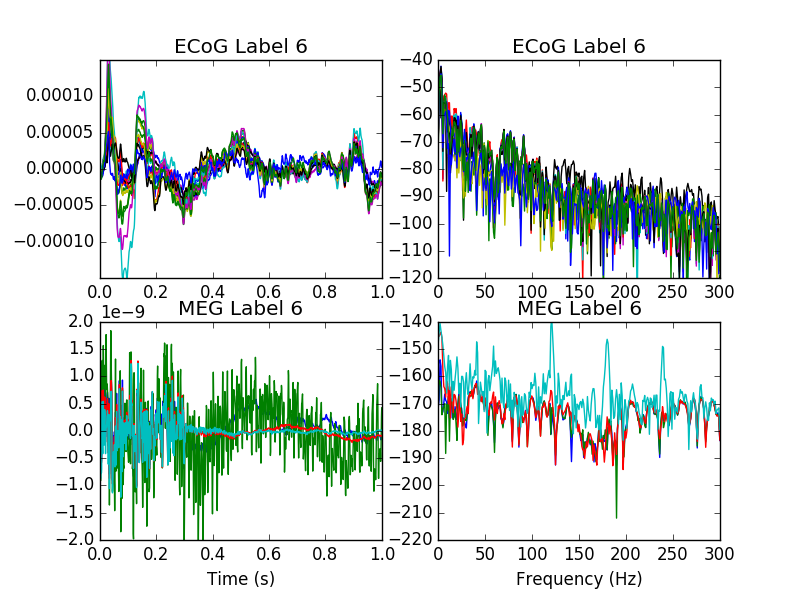 ECoG Label 6
0.00010
0.00005
0.00000
−0.00005
−0.00010
0.0 0.2 0.4 0.6 0.8 1.0
ECoG Label 6
−40
−50
−60
−70
−80
−90
−100
−110
−120
0 50 100 150 200 250 300
1e−9
MEG Label 6
2.0
1.5
1.0
0.5
0.0
−0.5
−1.0
−1.5
−2.0
0.0 0.2 0.4 0.6 0.8 1.0
Time (s)
MEG Label 6
−140
−150
−160
−170
−180
−190
−200
−210
−220
0 50 100 150 200 250 300
Frequency (Hz)